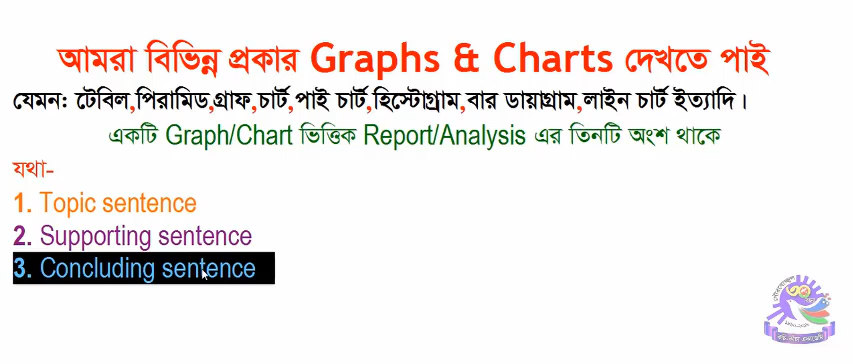 আমরা বিভিন্ন প্রকার Graphs & Charts দেখতে পাই
যেমন: টেবিল,পিরামিড,গ্রাফ,চার্ট,পাই চার্ট,হিস্টোগ্রাম,বার ডায়াগ্রাম,লাইন চার্ট ইত্যাদি।
একটি Graph/Chart ভিত্তিক Report/Analysis এর তিনটি অংশ থাকে
যথা-
1. Topic sentence
2. Supporting sentence
3. Concluding sentence